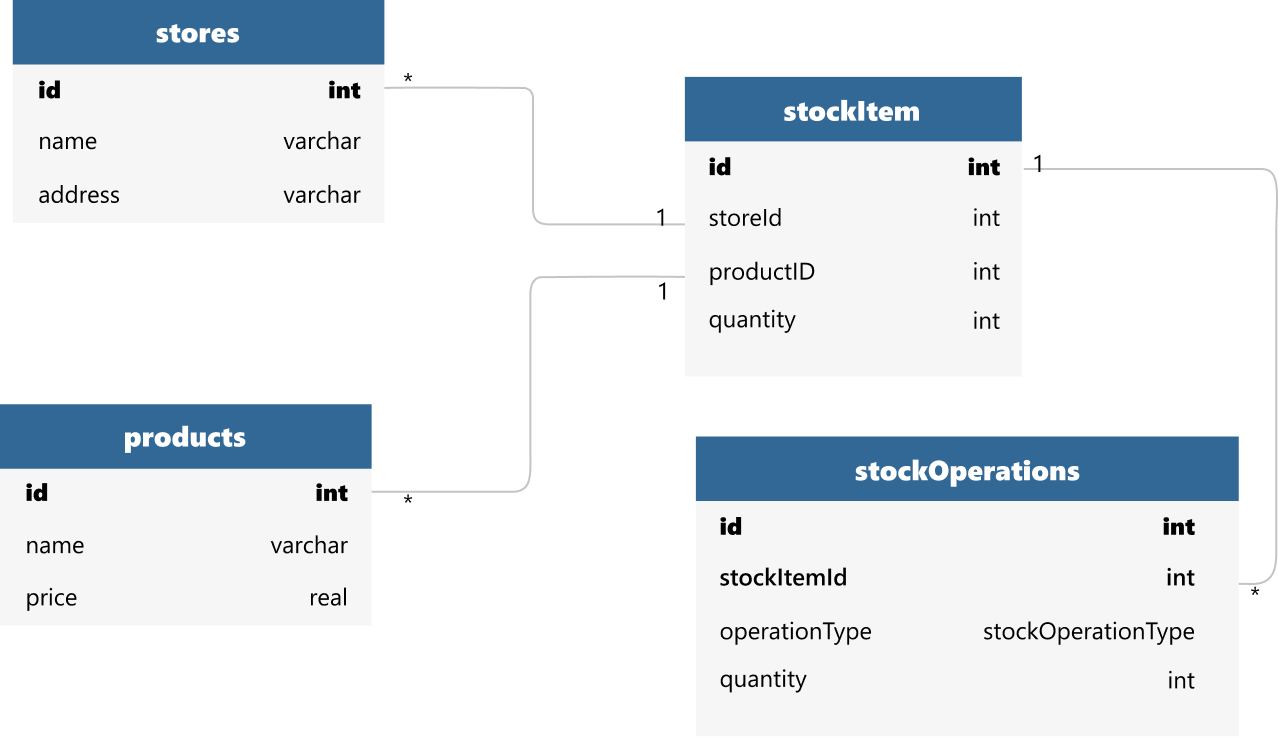 stores
id int
name varchar
address varchar
*
1
stockItem
id int
storeId int
productID int
quantity int
1
1
products
id int
name varchar
price real
*
stockOperations
id int
stockItemId int
operationType stockOperationType
quantity int
*